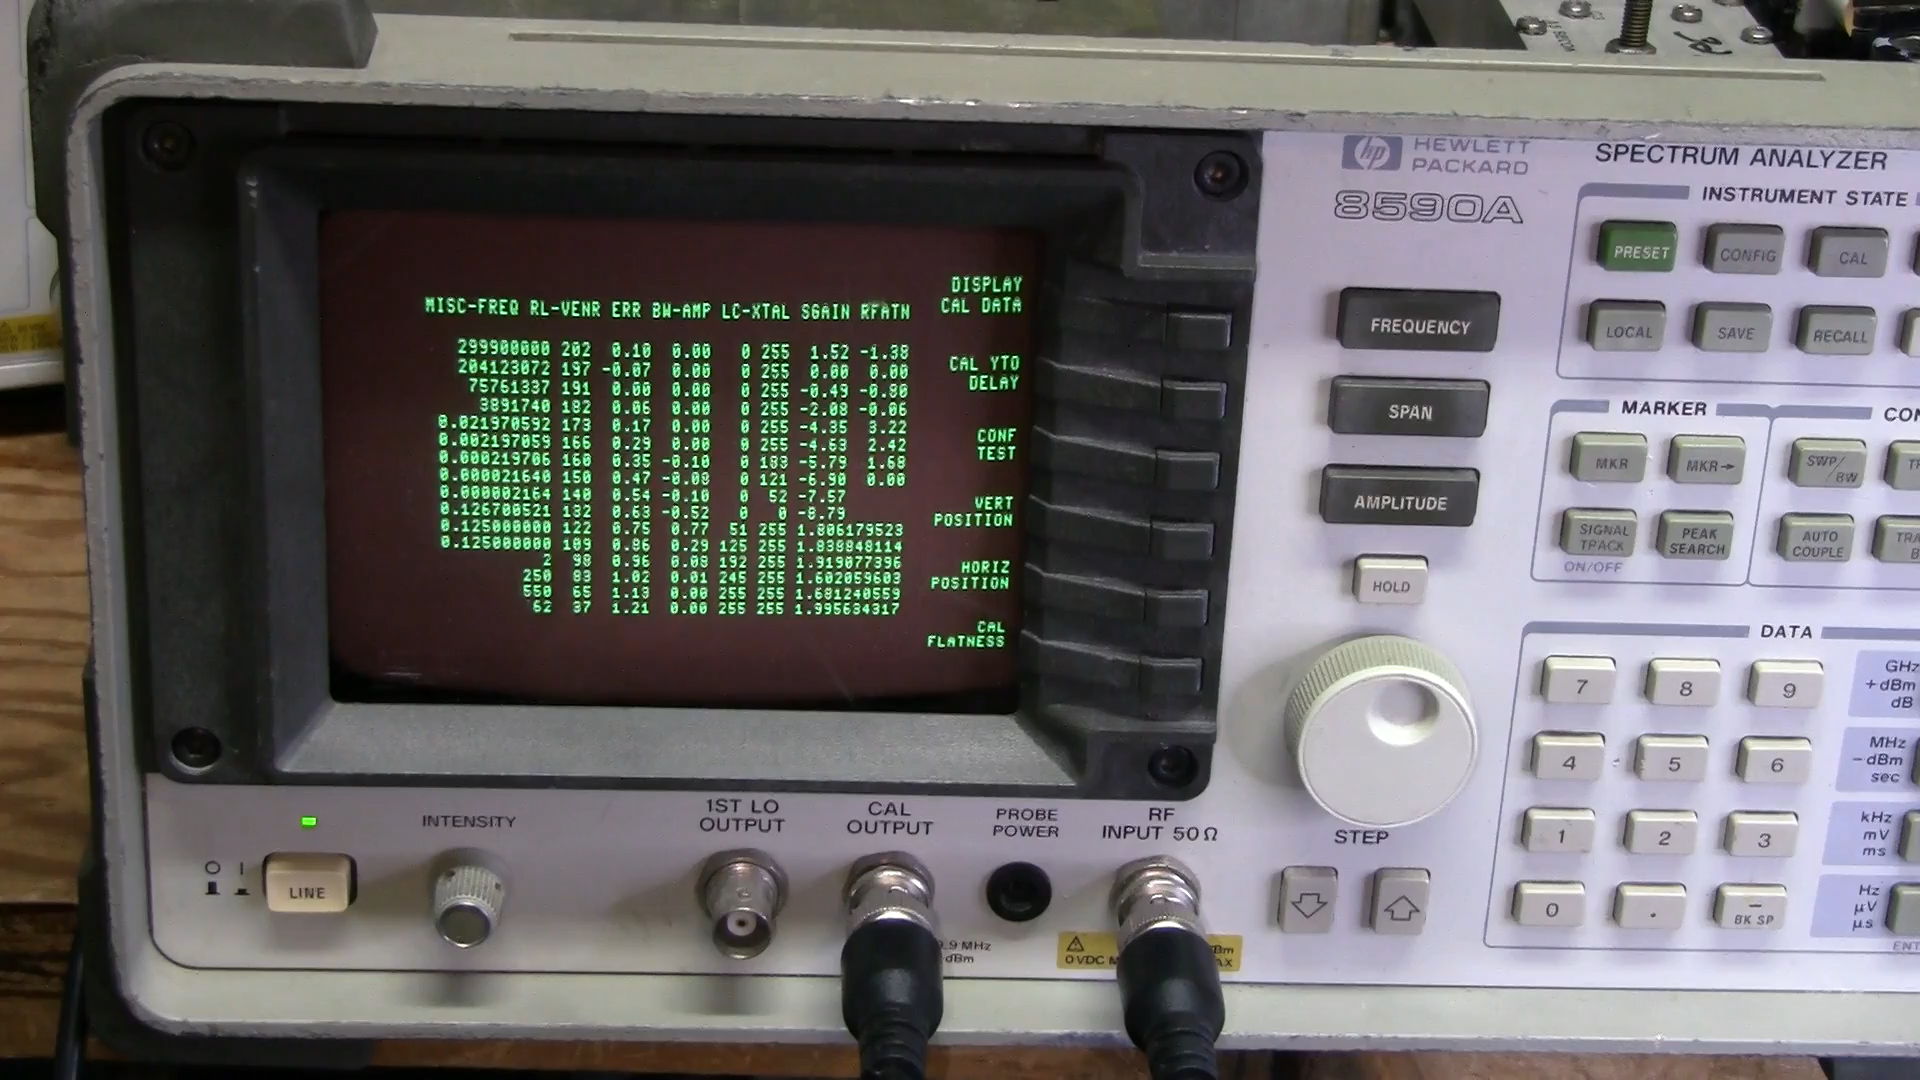 MISC-FREQ RL-VENR ERR BW-AMP LC-XTAL SGAIN RFATN
299900000 202 0.10 0.00 0 255 1.52 -1.38
204123072 197 -0.07 0.00 0 255 0.00 0.00
75761337 191 0.00 0.00 0 255 -0.49 -0.80
3891740 182 0.06 0.00 0 255 -2.08 -0.06
0.021970592 173 0.17 0.00 0 255 -4.35 3.22
0.002197059 166 0.29 0.00 0 255 -4.63 2.42
0.000219706 160 0.35 -0.10 0 183 -5.79 1.68
0.000021640 150 0.47 -0.08 0 121 -6.90 0.00
0.000002164 140 0.54 -0.10 0 52 -7.57
0.126700521 132 0.63 -0.52 0 0 -8.79
0.125000000 122 0.75 0.77 51 255 1.806179523
0.125000000 109 0.86 0.29 125 255 1.838848114
2 98 0.96 0.08 192 255 1.919077396
250 83 1.02 0.01 245 255 1.602059603
550 65 1.13 0.00 255 255 1.681240559
62 37 1.21 0.00 255 255 1.995634317
DISPLAY
CAL DATA
CAL YTO
DELAY
CONF
TEST
VERT
POSITION
HORIZ
POSITION
CAL
FLATNESS
hp HEWLETT
PACKARD
8590A
SPECTRUM ANALYZER
INSTRUMENT STATE
PRESET CONFIG CAL
LOCAL SAVE RECALL
FREQUENCY
SPAN
AMPLITUDE
MARKER
MKR MKR→
SIGNAL
TRACK
PEAK
SEARCH
ON/OFF
SWP/
BW
AUTO
COUPLE
HOLD
DATA
7 8 9
4 5 6
1 2 3
0 . –
BK SP
GHz
+dBm
dB
MHz
-dBm
sec
kHz
mV
ms
Hz
μV
μs
STEP
LINE
O I
INTENSITY
1ST LO
OUTPUT
CAL
OUTPUT
PROBE
POWER
RF
INPUT 50Ω
9.9 MHz
dBm
0VDC